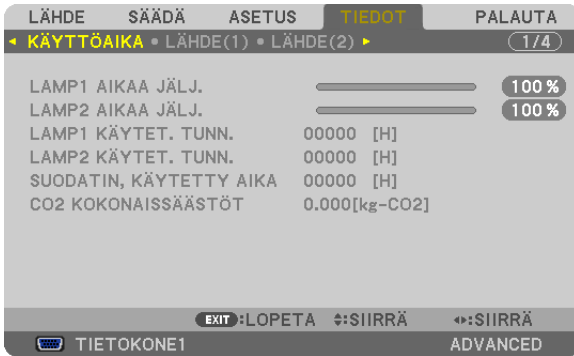 LÄHDE SÄÄDÄ ASETUS TIEDOT PALAUTA
◂ KÄYTTÖAIKA • LÄHDE(1) • LÄHDE(2) ▸ 1/4
LAMP1 AIKAA JÄLJ. 100 %
LAMP2 AIKAA JÄLJ. 100 %
LAMP1 KÄYTET. TUNN. 00000 [H]
LAMP2 KÄYTET. TUNN. 00000 [H]
SUODATIN, KÄYTETTY AIKA 00000 [H]
CO2 KOKONAISSÄÄSTÖT 0.000[kg-CO2]
EXIT:LOPETA ♦:SIIRRÄ ◂▸:SIIRRÄ
TIETOKONE1 ADVANCED